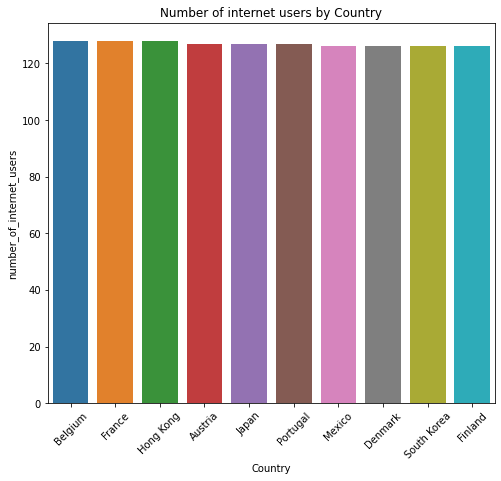 Number of internet users by Country
number_of_internet_users
120
100
80
60
40
20
0
Belgium
France
Hong Kong
Austria
Japan
Portugal
Mexico
Denmark
South Korea
Finland
Country